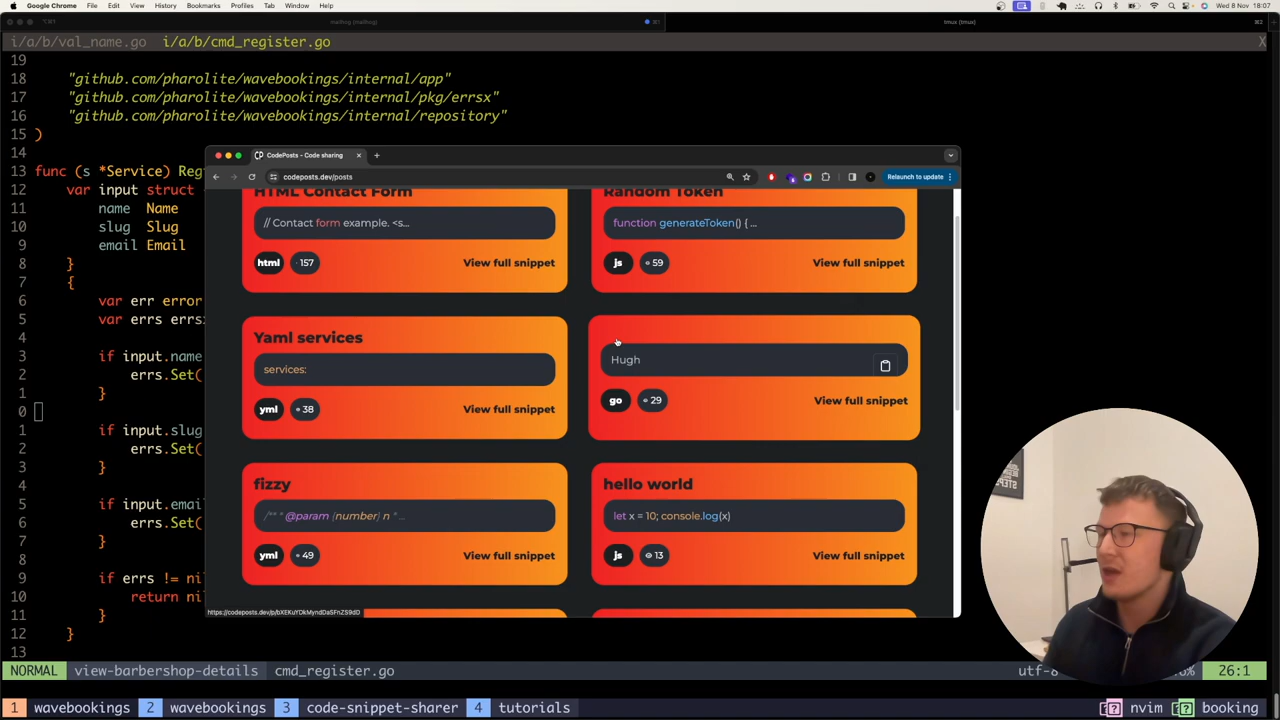 Google Chrome File Edit View History Bookmarks Profiles Tab Window Help Wed 8 Nov 18:07
mailhog (mailhog) ⌘1 tmux (tmux) ⌘2
i/a/b/val_name.go i/a/b/cmd_register.go X
19
18 "github.com/pharolite/wavebookings/internal/app"
17 "github.com/pharolite/wavebookings/internal/pkg/errsx"
16 "github.com/pharolite/wavebookings/internal/repository"
15 )
14
13 func (s *Service) Reg
12 var input struct
11 name Name
10 slug Slug
9 email Email
8 }
7 {
6 var err error
5 var errs errs
4
3 if input.name
2 errs.Set(
1 }
0
1 if input.slug
2 errs.Set(
3 }
4
5 if input.emai
6 errs.Set(
7 }
8
9 if errs != ni
10 return ni
11 }
12 }
13
CodePosts - Code sharing
codeposts.dev/posts Relaunch to update
HTML Contact Form
// Contact form example. <s...
html 157 View full snippet
Random Token
function generateToken() { ...
js 59 View full snippet
Yaml services
services:
yml 38 View full snippet
Hugh
go 29 View full snippet
fizzy
/** * @param {number} n * ...
yml 49 View full snippet
hello world
let x = 10; console.log(x)
js 13 View full snippet
NORMAL view-barbershop-details cmd_register.go 26:1
1 wavebookings 2 wavebookings 3 code-snippet-sharer 4 tutorials nvim booking